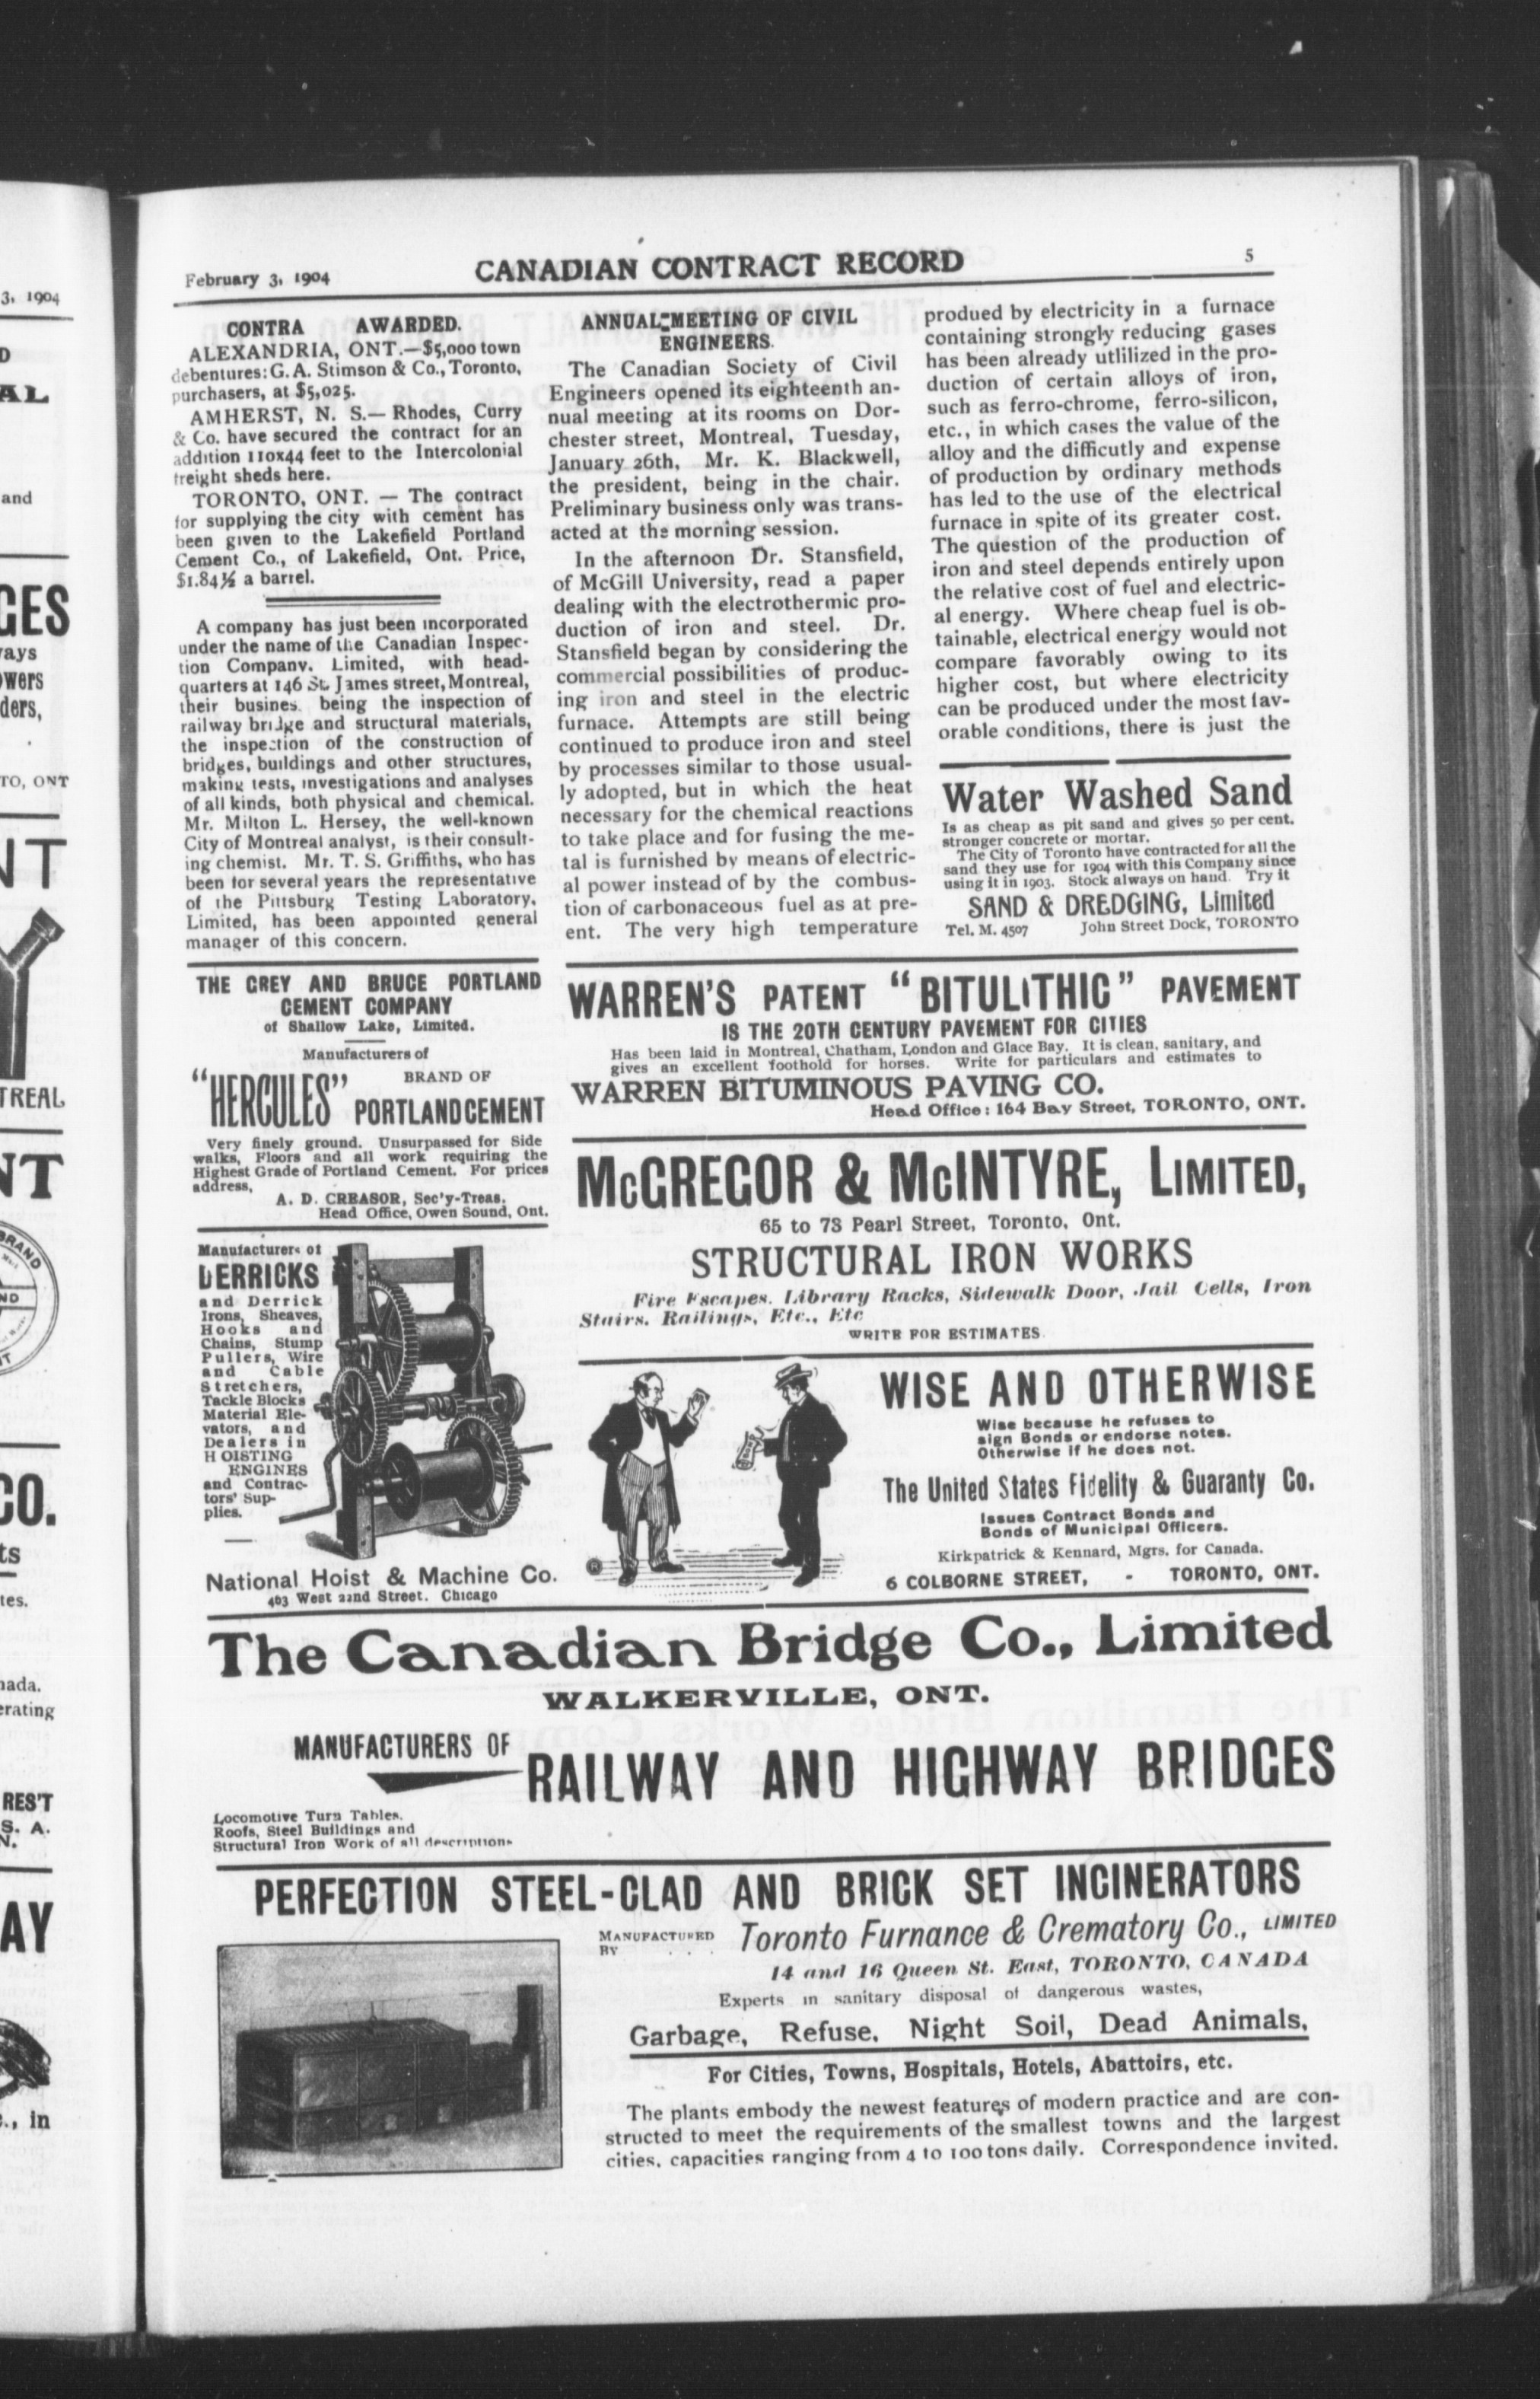 February 3, 1904
CANADIAN CONTRACT RECORD
5
CONTRA AWARDED.
ALEXANDRIA, ONT.—$5,000 town
debentures: G. A. Stimson & Co., Toronto,
purchasers, at $5,025.
AMHERST, N. S.— Rhodes, Curry
& Co. have secured the contract for an
addition 110x44 feet to the Intercolonial
freight sheds here.
TORONTO, ONT. — The contract
for supplying the city with cement has
been given to the Lakefield Portland
Cement Co., of Lakefield, Ont. Price,
$1.84½ a barrel.
A company has just been incorporated
under the name of the Canadian Inspec-
tion Company. Limited, with head-
quarters at 146 St. James street, Montreal,
their busines. being the inspection of
railway bridge and structural materials,
the inspection of the construction of
bridges, buildings and other structures,
making tests, investigations and analyses
of all kinds, both physical and chemical.
Mr. Milton L. Hersey, the well-known
City of Montreal analyst, is their consult-
ing chemist. Mr. T. S. Griffiths, who has
been for several years the representative
of the Pittsburg Testing Laboratory,
Limited, has been appointed general
manager of this concern.
ANNUAL MEETING OF CIVIL
ENGINEERS.
The Canadian Society of Civil
Engineers opened its eighteenth an-
nual meeting at its rooms on Dor-
chester street, Montreal, Tuesday,
January 26th, Mr. K. Blackwell,
the president, being in the chair.
Preliminary business only was trans-
acted at the morning session.
In the afternoon Dr. Stansfield,
of McGill University, read a paper
dealing with the electrothermic pro-
duction of iron and steel. Dr.
Stansfield began by considering the
commercial possibilities of produc-
ing iron and steel in the electric
furnace. Attempts are still being
continued to produce iron and steel
by processes similar to those usual-
ly adopted, but in which the heat
necessary for the chemical reactions
to take place and for fusing the me-
tal is furnished by means of electric-
al power instead of by the combus-
tion of carbonaceous fuel as at pre-
ent. The very high temperature
produed by electricity in a furnace
containing strongly reducing gases
has been already utlilized in the pro-
duction of certain alloys of iron,
such as ferro-chrome, ferro-silicon,
etc., in which cases the value of the
alloy and the difficutly and expense
of production by ordinary methods
has led to the use of the electrical
furnace in spite of its greater cost.
The question of the production of
iron and steel depends entirely upon
the relative cost of fuel and electric-
al energy. Where cheap fuel is ob-
tainable, electrical energy would not
compare favorably owing to its
higher cost, but where electricity
can be produced under the most fav-
orable conditions, there is just the
Water Washed Sand
Is as cheap as pit sand and gives 50 per cent.
stronger concrete or mortar.
The City of Toronto have contracted for all the
sand they use for 1904 with this Company since
using it in 1903. Stock always on hand. Try it
SAND & DREDGING, Limited
Tel. M. 4507 John Street Dock, TORONTO
THE GREY AND BRUCE PORTLAND
CEMENT COMPANY
of Shallow Lake, Limited.
Manufacturers of
"HERCULES" BRAND OF
PORTLAND CEMENT
Very finely ground. Unsurpassed for Side
walks, Floors and all work requiring the
Highest Grade of Portland Cement. For prices
address,
A. D. CREASOR, Sec'y-Treas.
Head Office, Owen Sound, Ont.
WARREN'S PATENT "BITULITHIC" PAVEMENT
IS THE 20TH CENTURY PAVEMENT FOR CITIES
Has been laid in Montreal, Chatham, London and Glace Bay. It is clean, sanitary, and
gives an excellent foothold for horses. Write for particulars and estimates to
WARREN BITUMINOUS PAVING CO.
Head Office: 164 Bay Street, TORONTO, ONT.
McGREGOR & McINTYRE, LIMITED,
65 to 73 Pearl Street, Toronto, Ont.
STRUCTURAL IRON WORKS
Fire Escapes, Library Racks, Sidewalk Door, Jail Cells, Iron
Stairs, Railings, Etc., Etc
WRITE FOR ESTIMATES
Manufacturers of
DERRICKS
and Derrick
Irons, Sheaves,
Hooks and
Chains, Stump
Pullers, Wire
and Cable
Stretchers,
Tackle Blocks
Material Ele-
vators, and
Dealers in
HOISTING
ENGINES
and Contrac-
tors' Sup-
plies.
National Hoist & Machine Co.
463 West 22nd Street. Chicago
WISE AND OTHERWISE
Wise because he refuses to
sign Bonds or endorse notes.
Otherwise if he does not.
The United States Fidelity & Guaranty Co.
Issues Contract Bonds and
Bonds of Municipal Officers.
Kirkpatrick & Kennard, Mgrs. for Canada.
6 COLBORNE STREET, - TORONTO, ONT.
The Canadian Bridge Co., Limited
WALKERVILLE, ONT.
MANUFACTURERS OF
RAILWAY AND HIGHWAY BRIDGES
Locomotive Turn Tables.
Roofs, Steel Buildings and
Structural Iron Work of all descriptions
PERFECTION STEEL-CLAD AND BRICK SET INCINERATORS
MANUFACTURED
BY . . .
Toronto Furnance & Crematory Co., LIMITED
14 and 16 Queen St. East, TORONTO, CANADA
Experts in sanitary disposal of dangerous wastes,
Garbage, Refuse, Night Soil, Dead Animals,
For Cities, Towns, Hospitals, Hotels, Abattoirs, etc.
The plants embody the newest features of modern practice and are con-
structed to meet the requirements of the smallest towns and the largest
cities, capacities ranging from 4 to 100 tons daily. Correspondence invited.